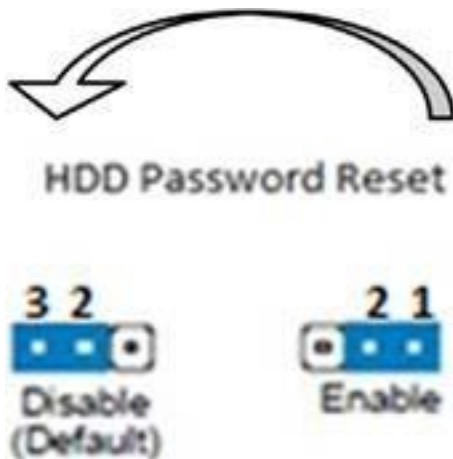 HDD Password Reset
3 2
2 1
Disable
(Default)
Enable